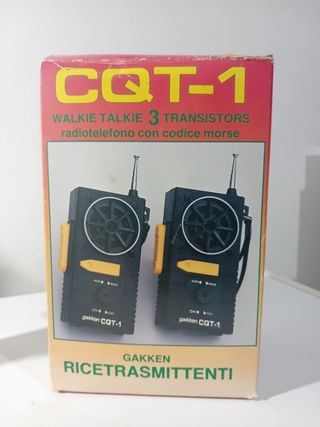 CQT-1
WALKIE TALKIE 3 TRANSISTORS
radiotelefono con codice morse
gakken CQT-1
gakken CQT-1
GAKKEN
RICETRASMITTENTI